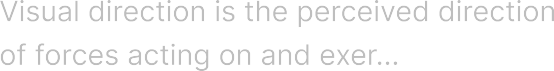 Visual direction is the perceived direction
of forces acting on and exer...